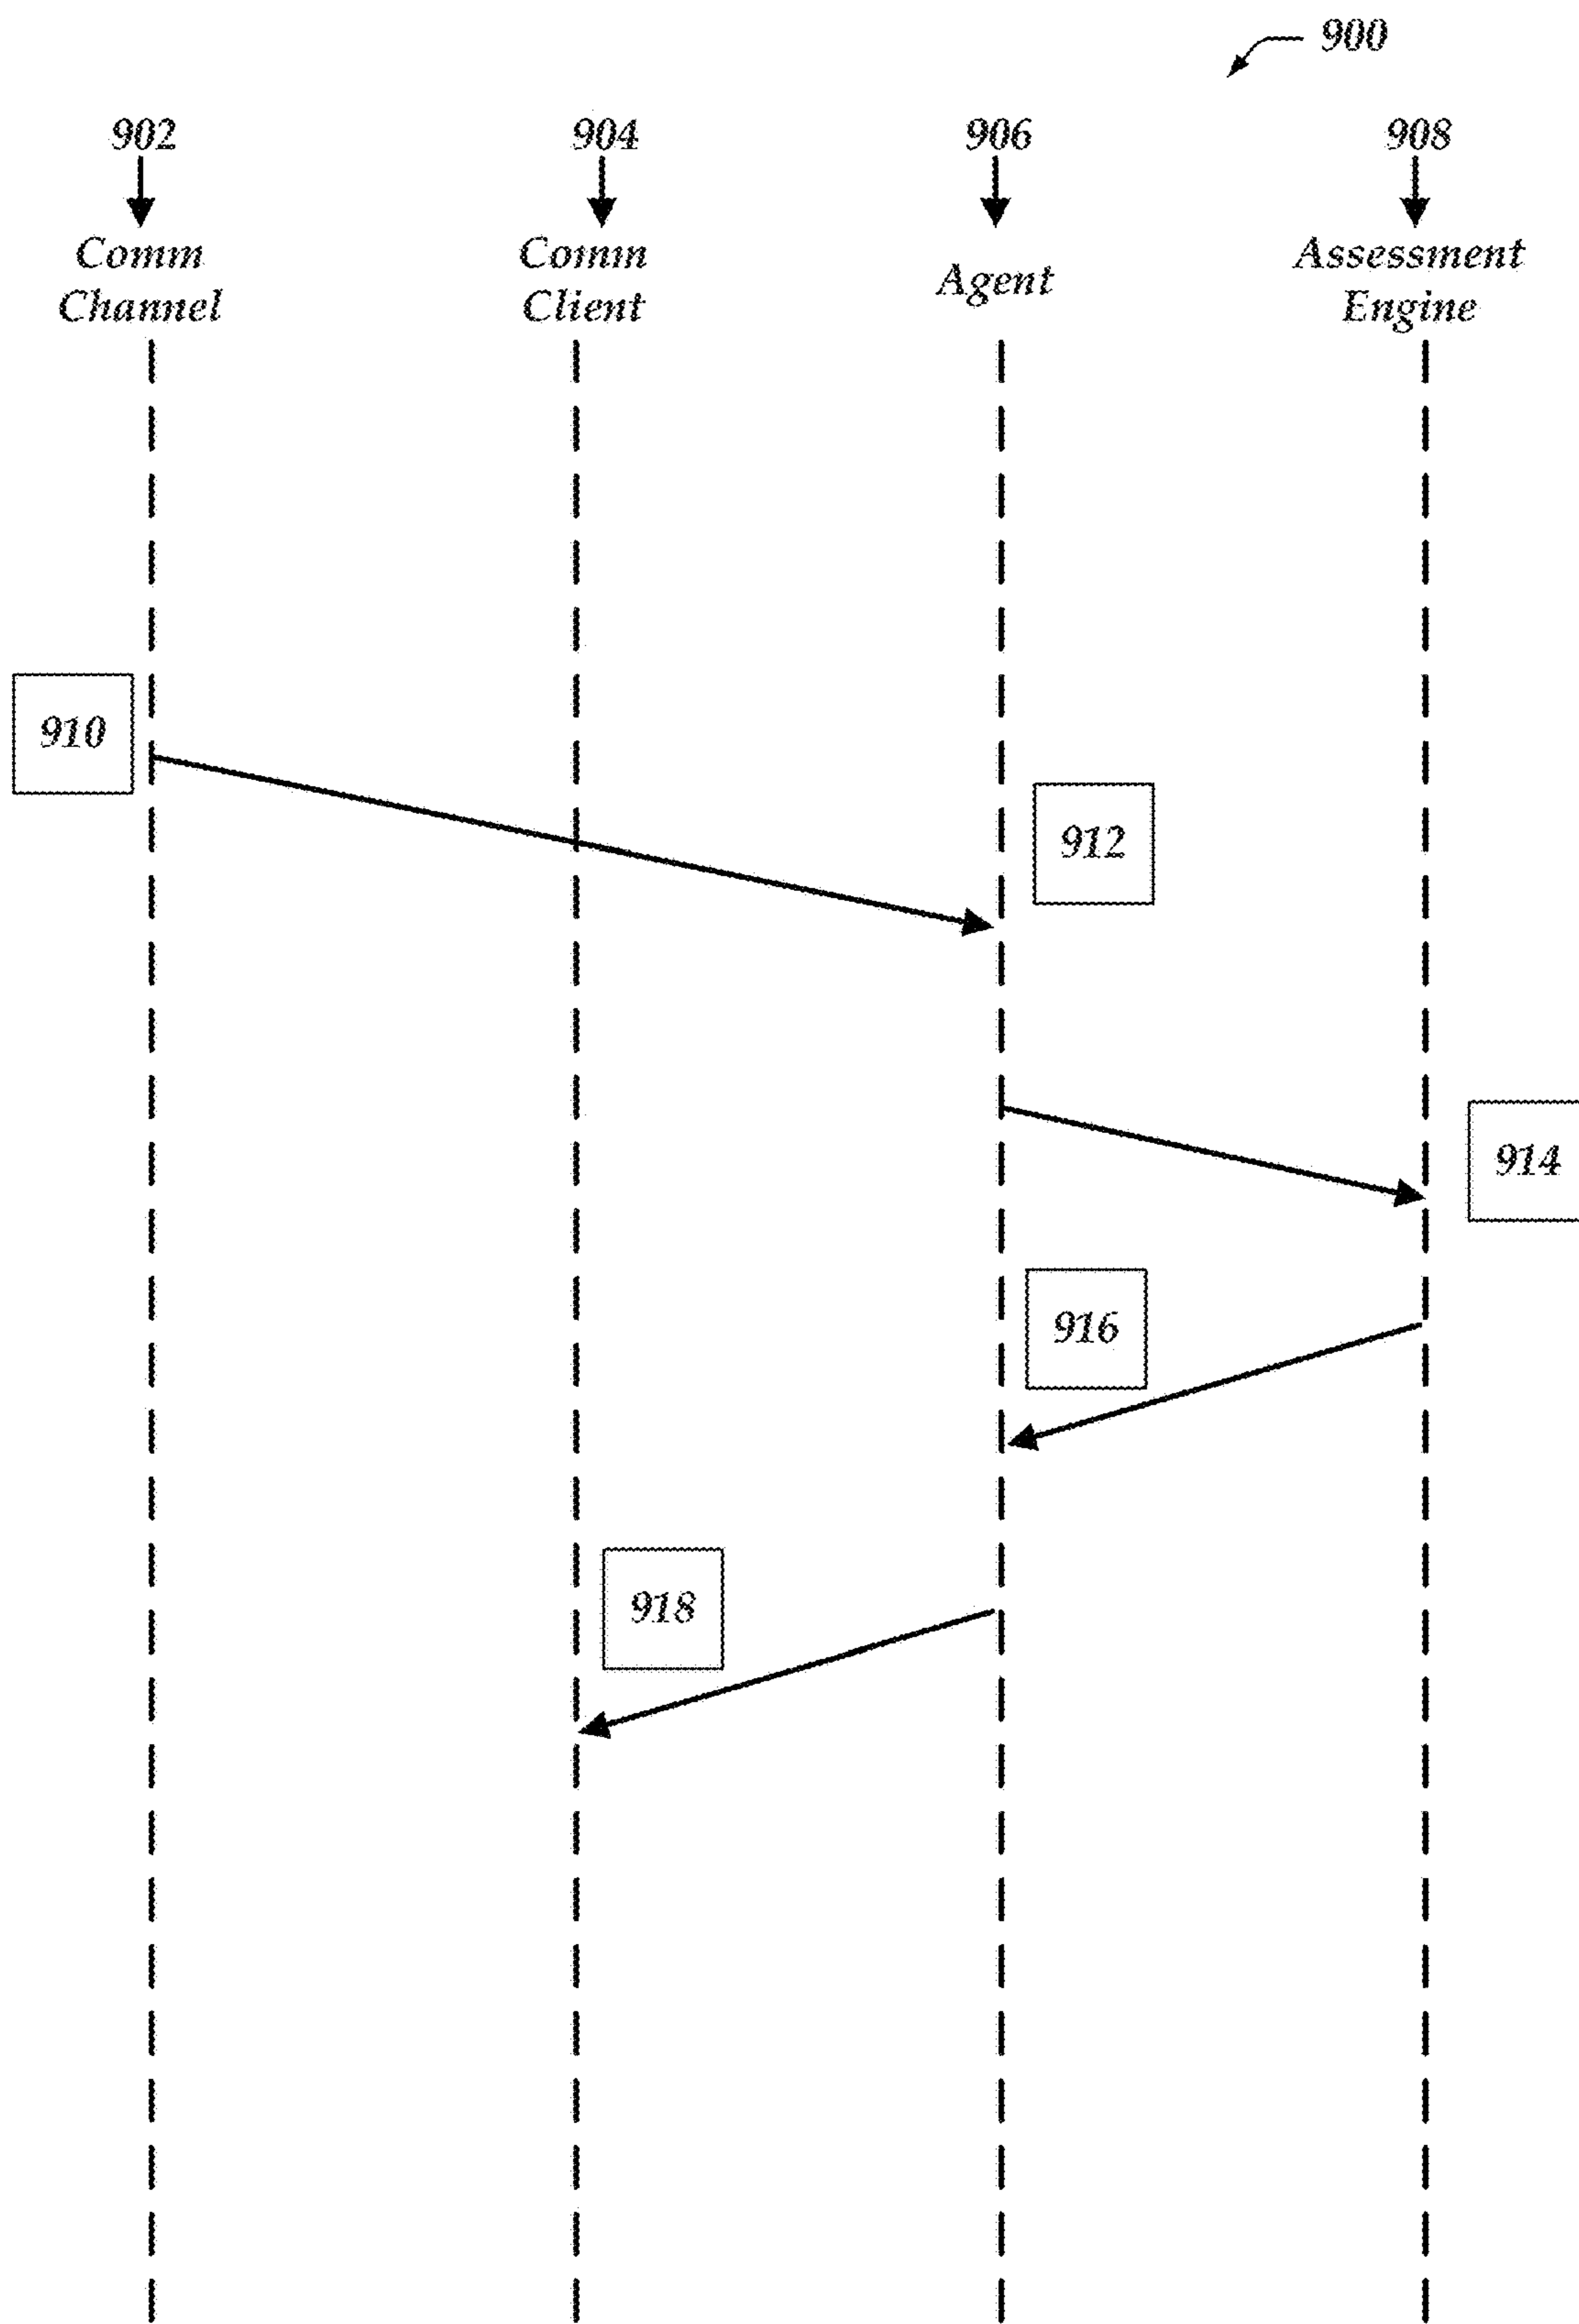 900
902
904
906
908
Comm
Channel
Comm
Client
Agent
Assessment
Engine
910
912
914
916
918